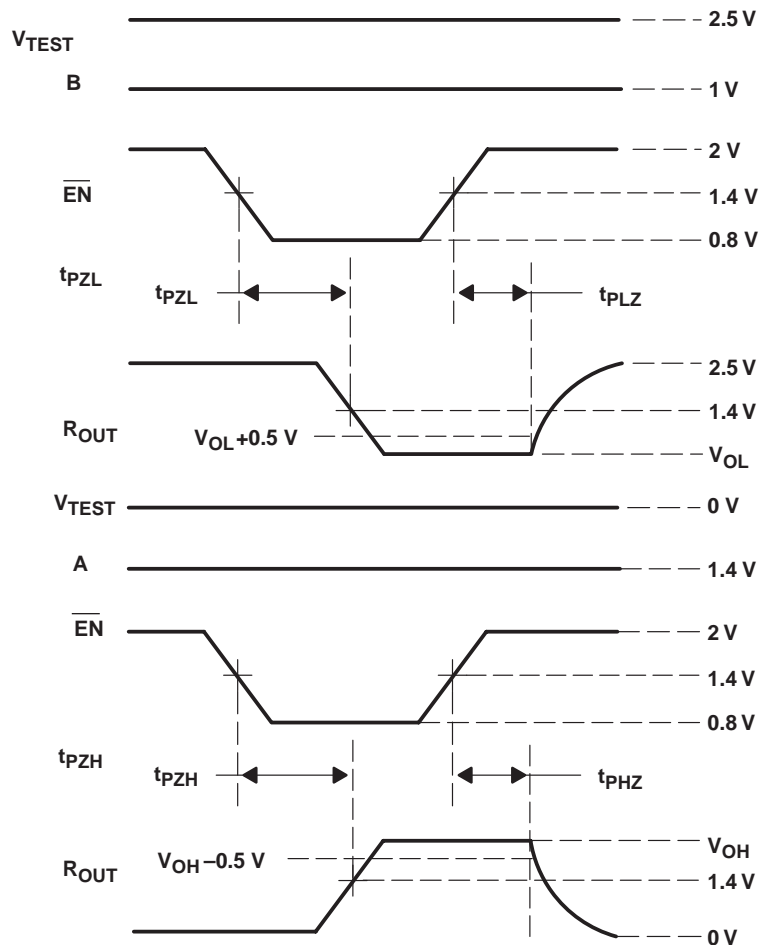 2.5 V
VTEST
B
1 V
2 V
EN
1.4 V
0.8 V
tPZL
tPZL
tPLZ
2.5 V
1.4 V
ROUT
VOL+0.5 V
VOL
VTEST
0 V
A
1.4 V
EN
2 V
1.4 V
0.8 V
tPZH
tPZH
tPHZ
VOH
VOH–0.5 V
ROUT
1.4 V
0 V